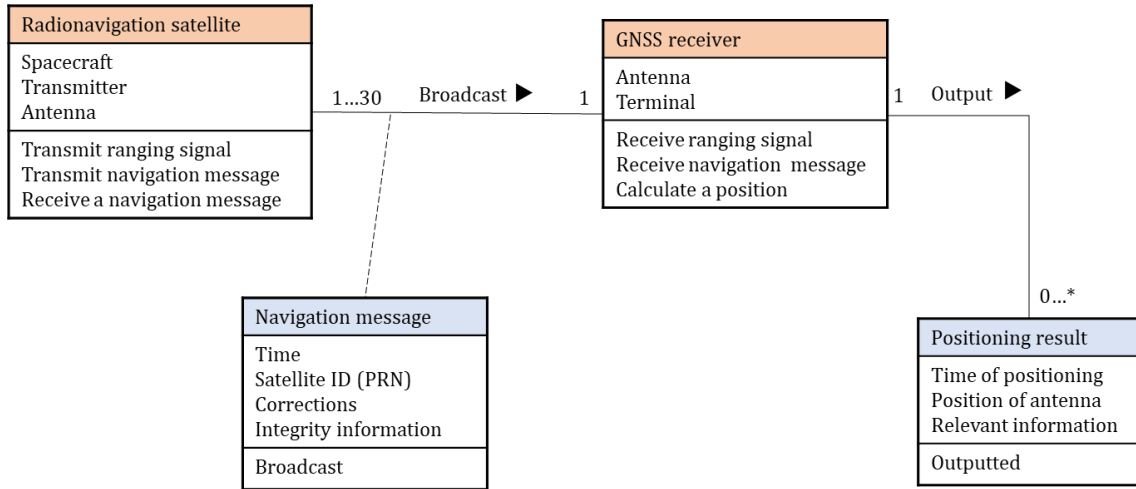 Radionavigation satellite
Spacecraft
Transmitter
Antenna
Transmit ranging signal
Transmit navigation message
Receive a navigation message
1...30
Broadcast ▶
1
GNSS receiver
Antenna
Terminal
Receive ranging signal
Receive navigation message
Calculate a position
1
Output ▶
0...*
Navigation message
Time
Satellite ID (PRN)
Corrections
Integrity information
Broadcast
Positioning result
Time of positioning
Position of antenna
Relevant information
Outputted